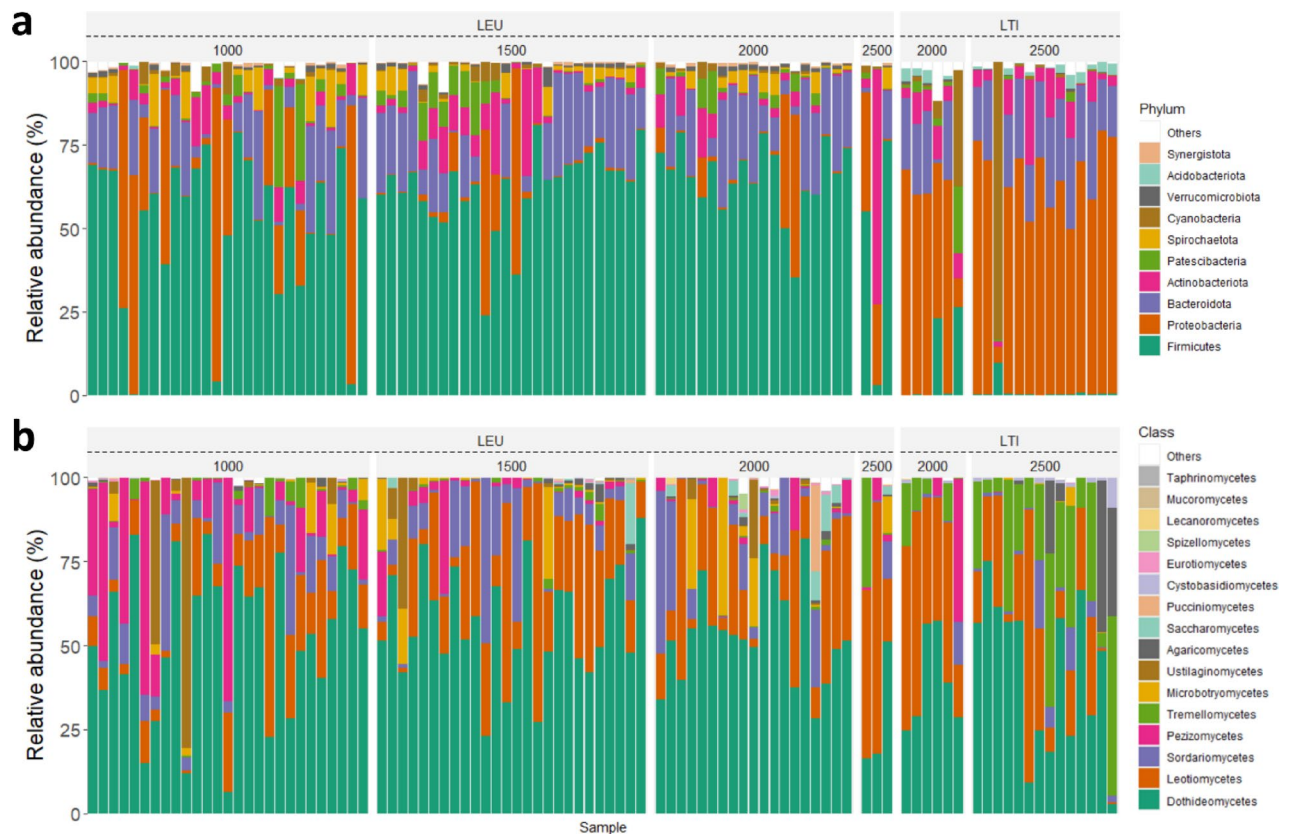 a
LEU LTI
1000 1500 2000 2500 2000 2500
Relative abundance (%)
100
75
50
25
0
Phylum
Others
Synergistota
Acidobacteriota
Verrucomicrobiota
Cyanobacteria
Spirochaetota
Patescibacteria
Actinobacteriota
Bacteroidota
Proteobacteria
Firmicutes
b
LEU LTI
1000 1500 2000 2500 2000 2500
Relative abundance (%)
100
75
50
25
0
Sample
Class
Others
Taphrinomycetes
Mucoromycetes
Lecanoromycetes
Spizellomycetes
Eurotiomycetes
Cystobasidiomycetes
Pucciniomycetes
Saccharomycetes
Agaricomycetes
Ustilaginomycetes
Microbotryomycetes
Tremellomycetes
Pezizomycetes
Sordariomycetes
Leotiomycetes
Dothideomycetes